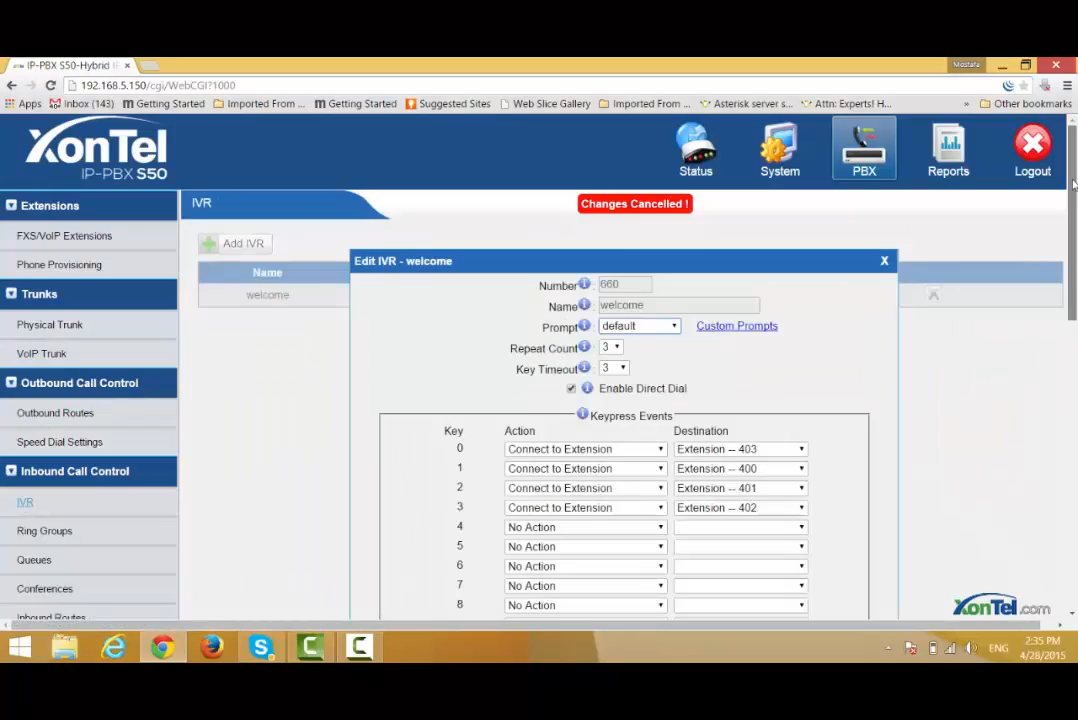 IP-PBX S50-Hybrid IP
Mostafa
192.168.5.150/cgi/WebCGI?1000
Apps Inbox (143) Getting Started Imported From ... Getting Started Suggested Sites Web Slice Gallery Imported From ... Asterisk server s... Attn: Experts! H... » Other bookmarks
XonTel
IP-PBX S50
Status System PBX Reports Logout
Extensions
FXS/VoIP Extensions
Phone Provisioning
Trunks
Physical Trunk
VoIP Trunk
Outbound Call Control
Outbound Routes
Speed Dial Settings
Inbound Call Control
IVR
Ring Groups
Queues
Conferences
Inbound Routes
IVR
Changes Cancelled !
Add IVR
Name
welcome
Edit IVR - welcome X
Number : 660
Name : welcome
Prompt : default Custom Prompts
Repeat Count : 3
Key Timeout : 3
Enable Direct Dial
Keypress Events
Key Action Destination
0 Connect to Extension Extension -- 403
1 Connect to Extension Extension -- 400
2 Connect to Extension Extension -- 401
3 Connect to Extension Extension -- 402
4 No Action
5 No Action
6 No Action
7 No Action
8 No Action
XonTel.com
ENG
2:35 PM
4/28/2015